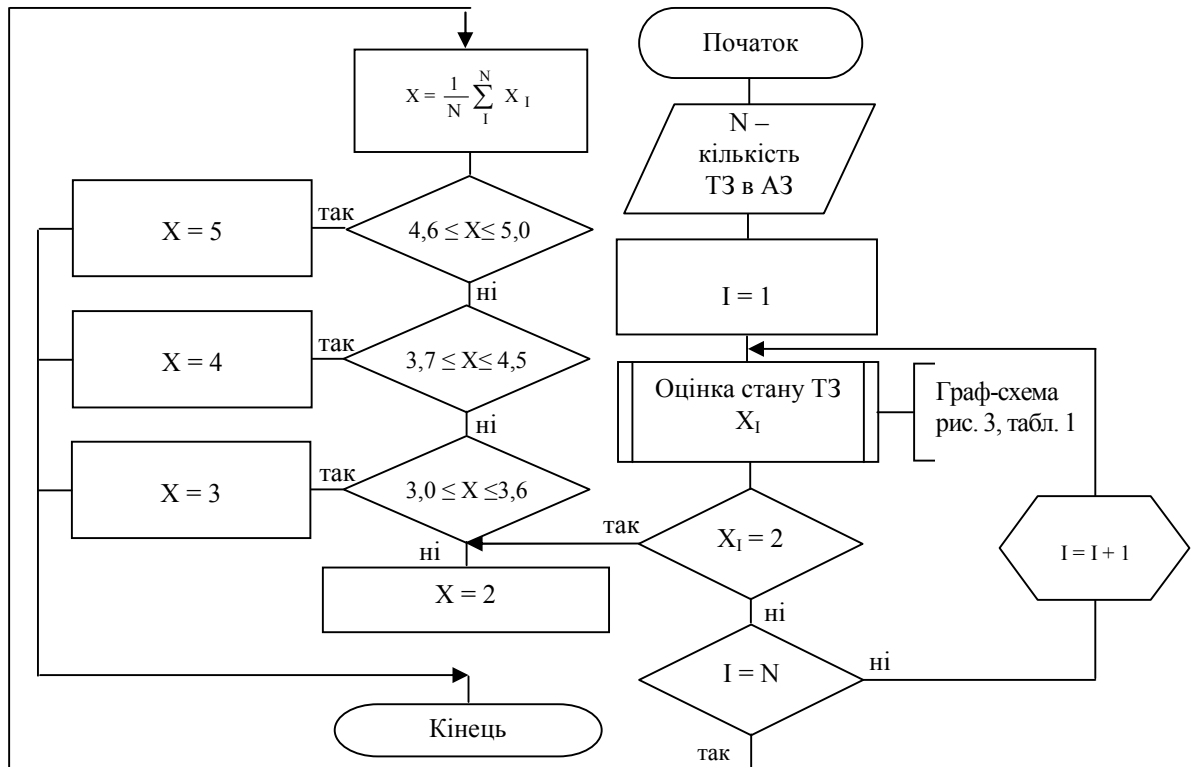 Початок
N –
кількість
ТЗ в АЗ
I = 1
Оцінка стану ТЗ
X_I
Граф-схема
рис. 3, табл. 1
X_I = 2
так
ні
I = N
ні
I = I + 1
так
X = 1/N ∑_I^N X_I
4,6 ≤ X≤ 5,0
так
X = 5
ні
3,7 ≤ X≤ 4,5
так
X = 4
ні
3,0 ≤ X ≤3,6
так
X = 3
ні
X = 2
Кінець